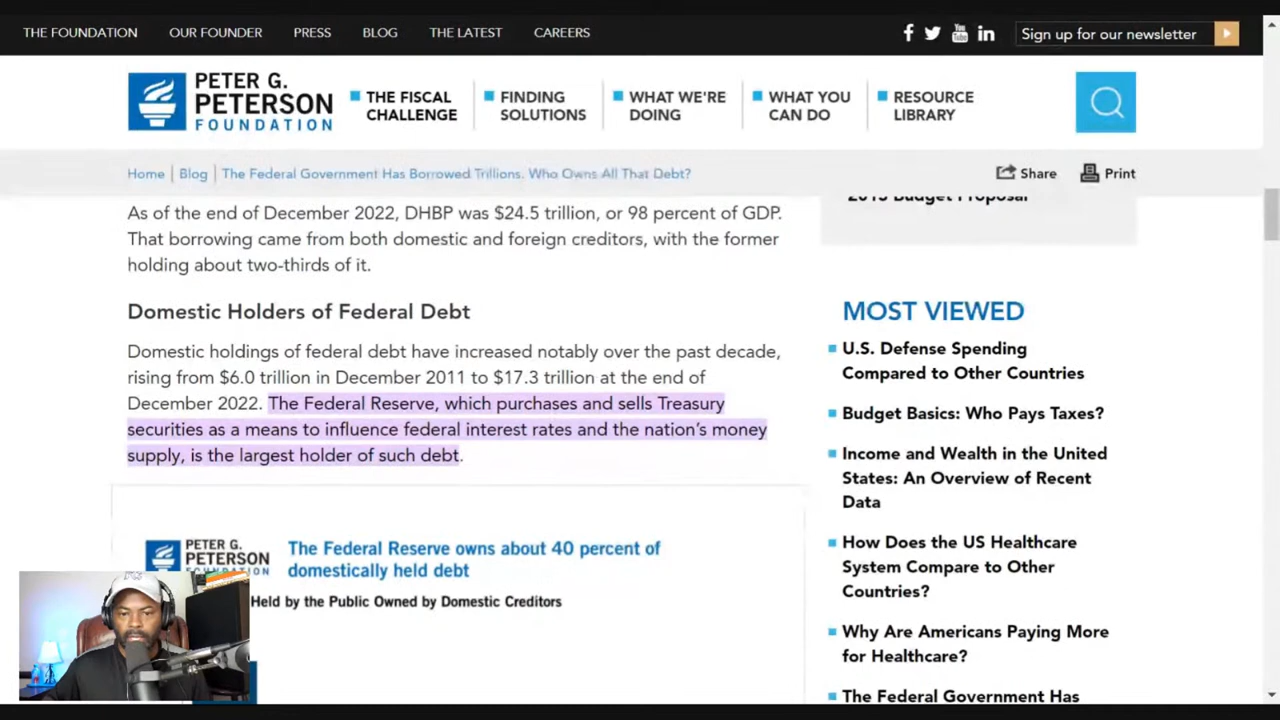 THE FOUNDATION OUR FOUNDER PRESS BLOG THE LATEST CAREERS Sign up for our newsletter
PETER G.
PETERSON
FOUNDATION
THE FISCAL
CHALLENGE
FINDING
SOLUTIONS
WHAT WE'RE
DOING
WHAT YOU
CAN DO
RESOURCE
LIBRARY
Home | Blog | The Federal Government Has Borrowed Trillions. Who Owns All That Debt? Share Print
As of the end of December 2022, DHBP was $24.5 trillion, or 98 percent of GDP.
That borrowing came from both domestic and foreign creditors, with the former
holding about two-thirds of it.
Domestic Holders of Federal Debt
Domestic holdings of federal debt have increased notably over the past decade,
rising from $6.0 trillion in December 2011 to $17.3 trillion at the end of
December 2022. The Federal Reserve, which purchases and sells Treasury
securities as a means to influence federal interest rates and the nation's money
supply, is the largest holder of such debt.
PETER G.
PETERSON
The Federal Reserve owns about 40 percent of
domestically held debt
Held by the Public Owned by Domestic Creditors
Budget Proposal
MOST VIEWED
U.S. Defense Spending
Compared to Other Countries
Budget Basics: Who Pays Taxes?
Income and Wealth in the United
States: An Overview of Recent
Data
How Does the US Healthcare
System Compare to Other
Countries?
Why Are Americans Paying More
for Healthcare?
The Federal Government Has